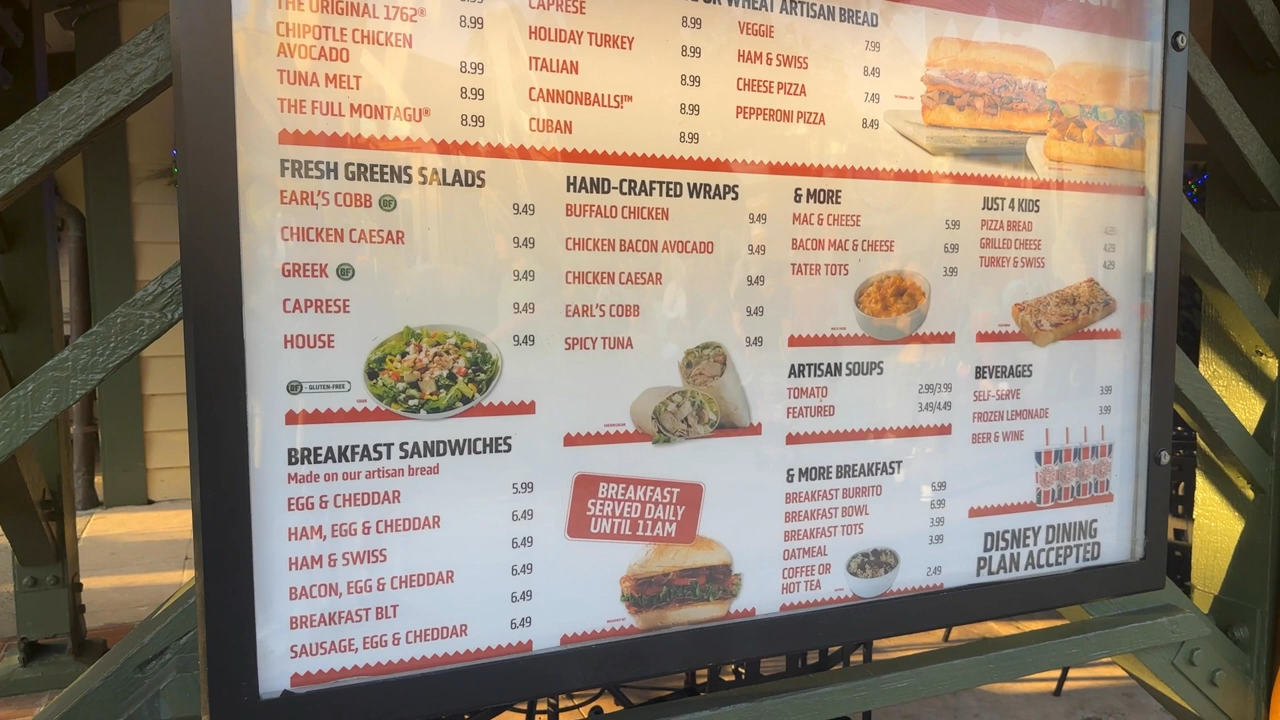 THE ORIGINAL 1762® 8.99
CHIPOTLE CHICKEN
AVOCADO 8.99
TUNA MELT 8.99
THE FULL MONTAGU® 8.99
CAPRESE 8.99
HOLIDAY TURKEY 8.99
ITALIAN 8.99
CANNONBALLS!™ 8.99
CUBAN 8.99
OR WHEAT ARTISAN BREAD
VEGGIE 7.99
HAM & SWISS 8.49
CHEESE PIZZA 7.49
PEPPERONI PIZZA 8.49
FRESH GREENS SALADS
EARL'S COBB GF 9.49
CHICKEN CAESAR 9.49
GREEK GF 9.49
CAPRESE 9.49
HOUSE 9.49
GF - GLUTEN-FREE
HAND-CRAFTED WRAPS
BUFFALO CHICKEN 9.49
CHICKEN BACON AVOCADO 9.49
CHICKEN CAESAR 9.49
EARL'S COBB 9.49
SPICY TUNA 9.49
& MORE
MAC & CHEESE 5.99
BACON MAC & CHEESE 6.99
TATER TOTS 3.99
JUST 4 KIDS
PIZZA BREAD 4.29
GRILLED CHEESE 4.29
TURKEY & SWISS 4.29
ARTISAN SOUPS
TOMATO 2.99/3.99
FEATURED 3.49/4.49
BEVERAGES
SELF-SERVE 3.99
FROZEN LEMONADE 3.99
BEER & WINE
BREAKFAST SANDWICHES
Made on our artisan bread
EGG & CHEDDAR 5.99
HAM, EGG & CHEDDAR 6.49
HAM & SWISS 6.49
BACON, EGG & CHEDDAR 6.49
BREAKFAST BLT 6.49
SAUSAGE, EGG & CHEDDAR 6.49
BREAKFAST
SERVED DAILY
UNTIL 11AM
& MORE BREAKFAST
BREAKFAST BURRITO 6.99
BREAKFAST BOWL 6.99
BREAKFAST TOTS 3.99
OATMEAL 3.99
COFFEE OR
HOT TEA 2.49
DISNEY DINING
PLAN ACCEPTED